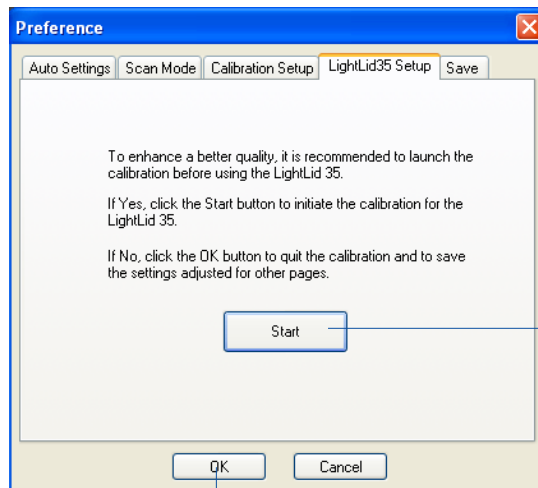 Preference
Auto Settings Scan Mode Calibration Setup LightLid35 Setup Save
To enhance a better quality, it is recommended to launch the
calibration before using the LightLid 35.
If Yes, click the Start button to initiate the calibration for the
LightLid 35.
If No, click the OK button to quit the calibration and to save
the settings adjusted for other pages.
Start
OK Cancel